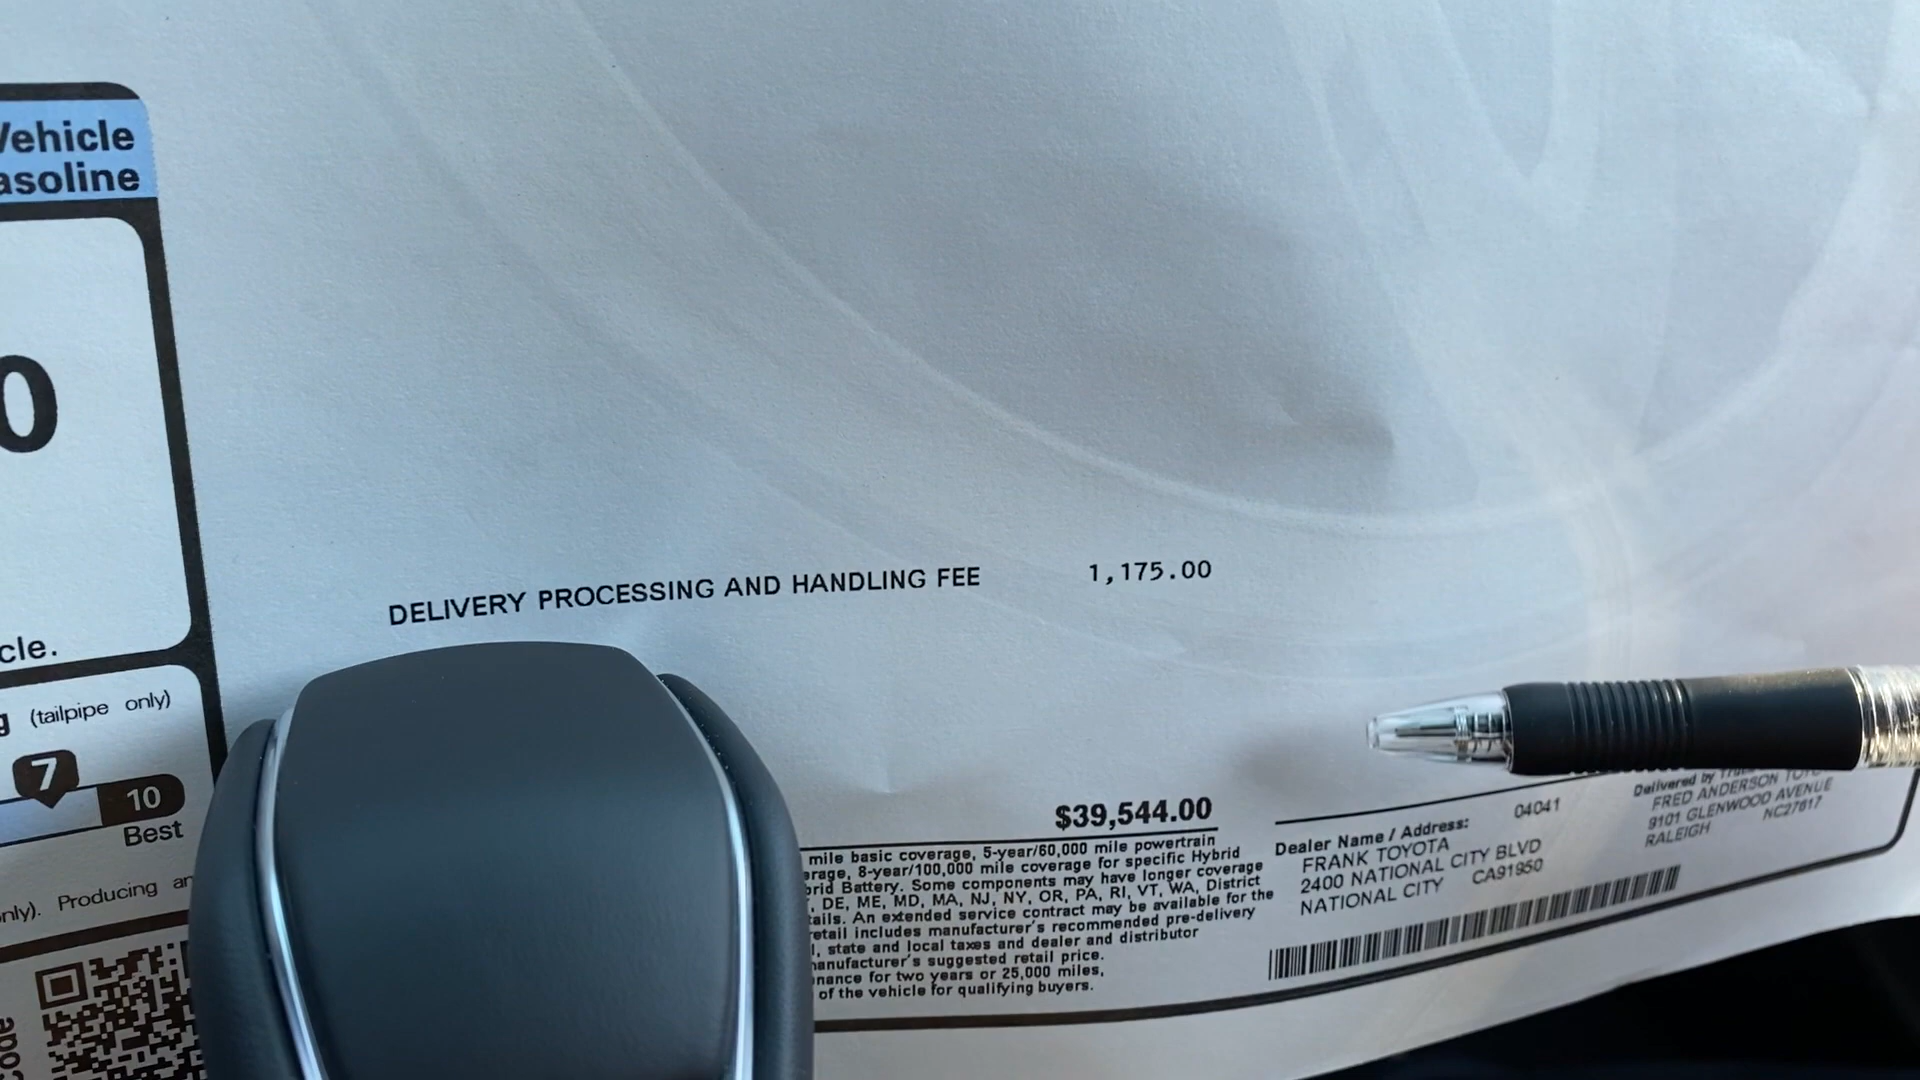 Vehicle
Gasoline
0
cle.
g (tailpipe only)
7
10
Best
only). Producing an
DELIVERY PROCESSING AND HANDLING FEE 1,175.00
$39,544.00
mile basic coverage, 5-year/60,000 mile powertrain
erage, 8-year/100,000 mile coverage for specific Hybrid
brid Battery. Some components may have longer coverage
, DE, ME, MD, MA, NJ, NY, OR, PA, RI, VT, WA, District
tails. An extended service contract may be available for the
etail includes manufacturer's recommended pre-delivery
l, state and local taxes and dealer and distributor
manufacturer's suggested retail price.
nance for two years or 25,000 miles,
of the vehicle for qualifying buyers.
04041
Dealer Name / Address:
FRANK TOYOTA
2400 NATIONAL CITY BLVD
NATIONAL CITY CA91950
Delivered by
FRED ANDERSON TOYO
9101 GLENWOOD AVENUE
RALEIGH NC27617